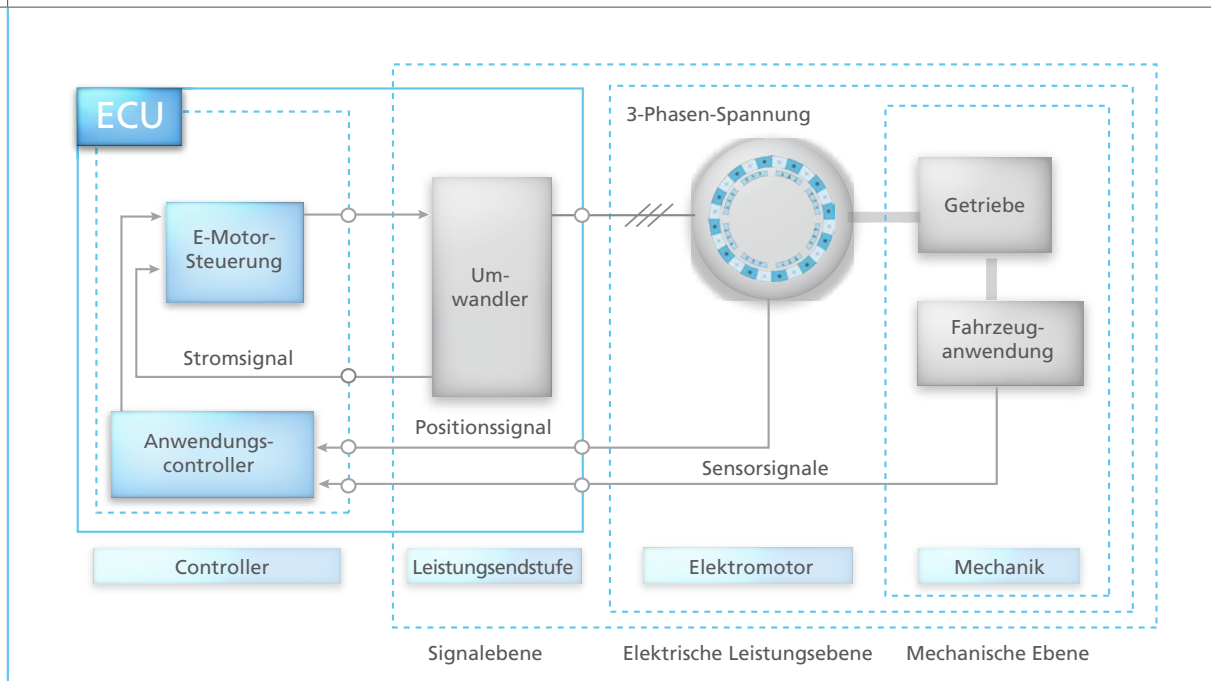 ECU
3-Phasen-Spannung
E-Motor-
Steuerung
Um-
wandler
Getriebe
Fahrzeug-
anwendung
Stromsignal
Anwendungs-
controller
Positionssignal
Sensorsignale
Controller
Leistungsendstufe
Elektromotor
Mechanik
Signalebene
Elektrische Leistungsebene
Mechanische Ebene